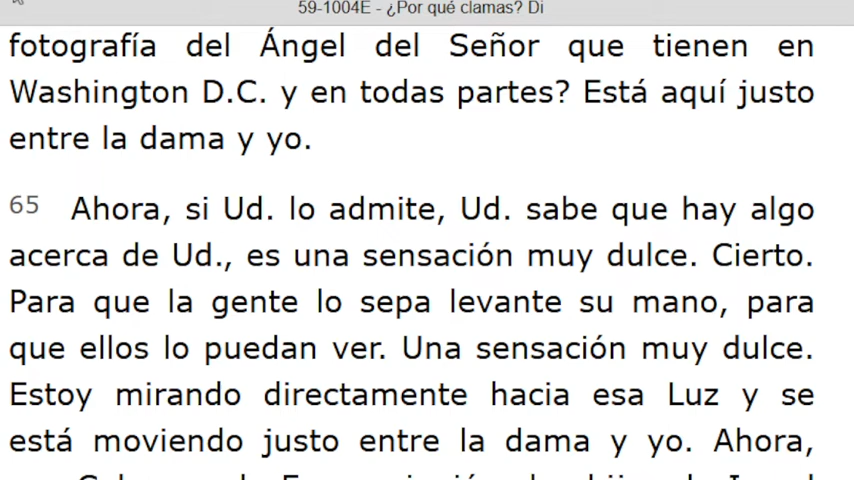 59-1004E - ¿Por qué clamas? Di
fotografía del Ángel del Señor que tienen en
Washington D.C. y en todas partes? Está aquí justo
entre la dama y yo.
65 Ahora, si Ud. lo admite, Ud. sabe que hay algo
acerca de Ud., es una sensación muy dulce. Cierto.
Para que la gente lo sepa levante su mano, para
que ellos lo puedan ver. Una sensación muy dulce.
Estoy mirando directamente hacia esa Luz y se
está moviendo justo entre la dama y yo. Ahora,